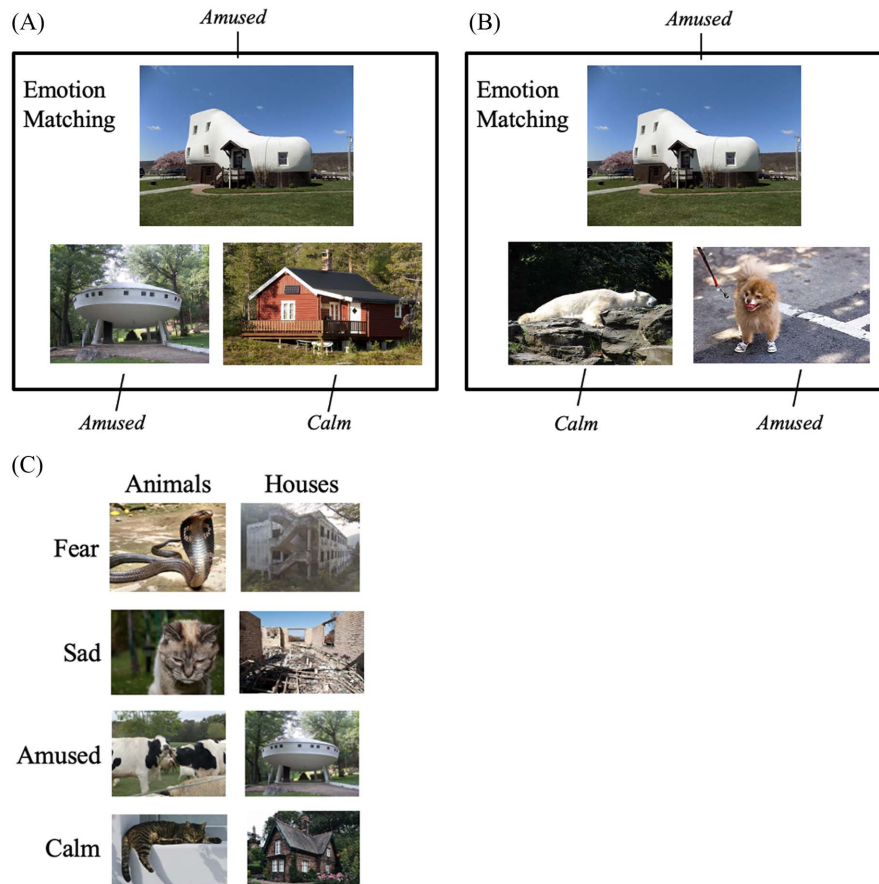 (A)
Amused
Emotion
Matching
Amused
Calm
(B)
Amused
Emotion
Matching
Calm
Amused
(C)
Animals
Houses
Fear
Sad
Amused
Calm